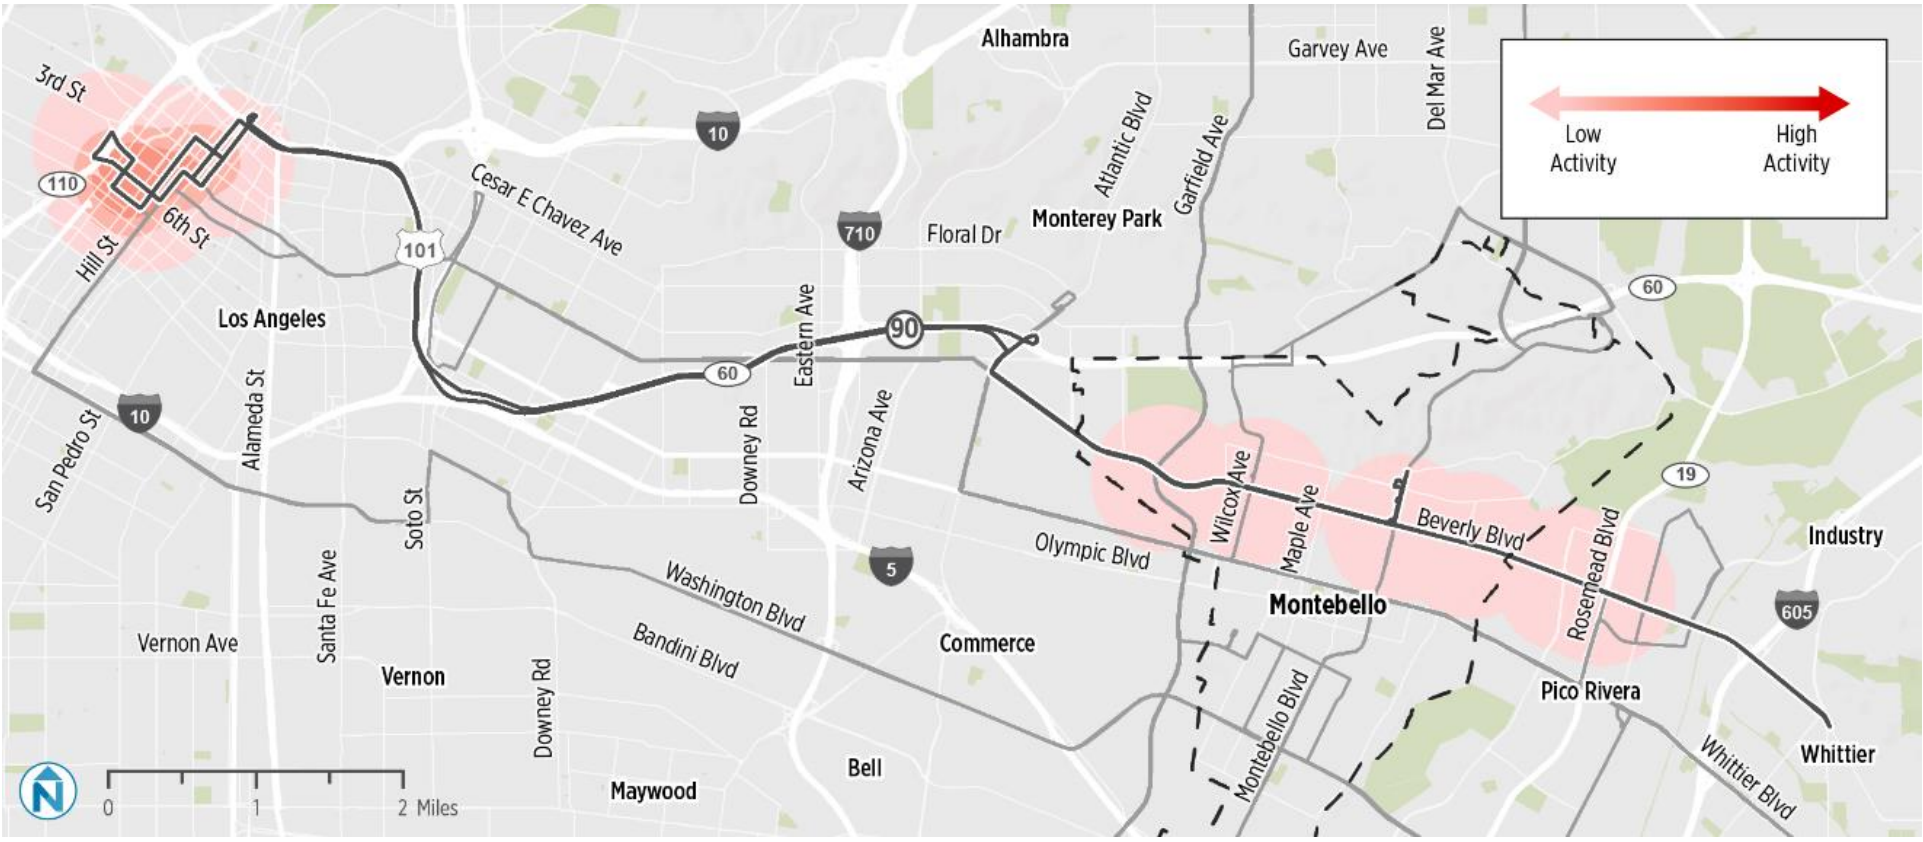 Alhambra
Garvey Ave
Del Mar Ave
3rd St
Low
Activity
High
Activity
10
Atlantic Blvd
Garfield Ave
110
Cesar E Chavez Ave
6th St
Hill St
101
710
Floral Dr
Monterey Park
60
Los Angeles
Eastern Ave
90
60
10
Alameda St
San Pedro St
Downey Rd
Arizona Ave
Soto St
Wilcox Ave
Maple Ave
Beverly Blvd
19
Rosemead Blvd
Industry
Santa Fe Ave
Olympic Blvd
5
Washington Blvd
Montebello
605
Vernon Ave
Bandini Blvd
Commerce
Vernon
Downey Rd
Pico Rivera
Montebello Blvd
Whittier Blvd
Whittier
Bell
Maywood
N
0 1 2 Miles